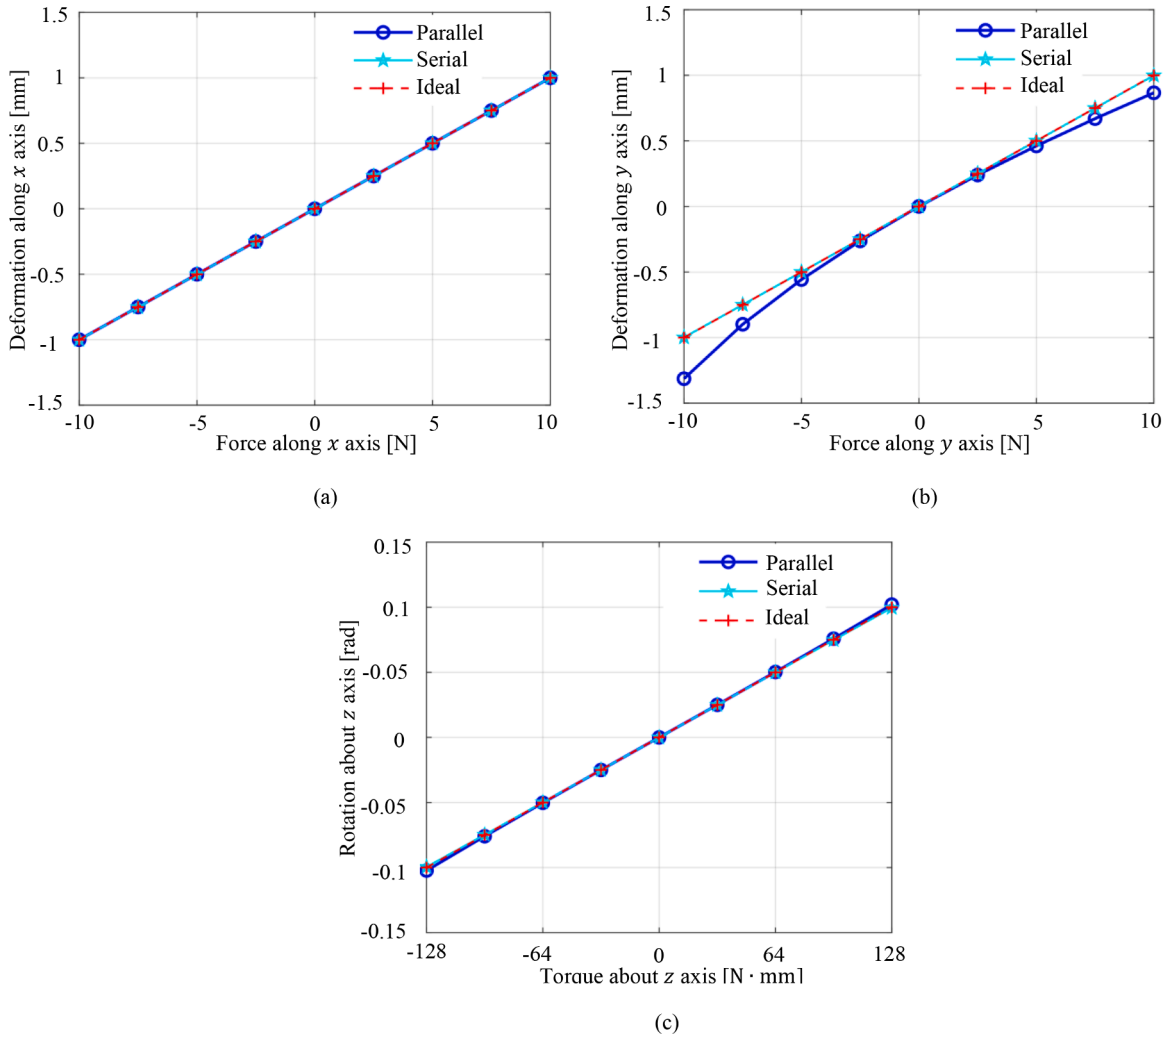 1.5
1
0.5
0
-0.5
-1
-1.5
Deformation along x axis [mm]
Parallel
Serial
Ideal
-10
-5
0
5
10
Force along x axis [N]
(a)
1.5
1
0.5
0
-0.5
-1
-1.5
Deformation along y axis [mm]
Parallel
Serial
Ideal
-10
-5
0
5
10
Force along y axis [N]
(b)
0.15
0.1
-0.05
0
-0.05
-0.1
-0.15
Rotation about z axis [rad]
Parallel
Serial
Ideal
-128
-64
0
64
128
Torque about z axis [N · mm]
(c)